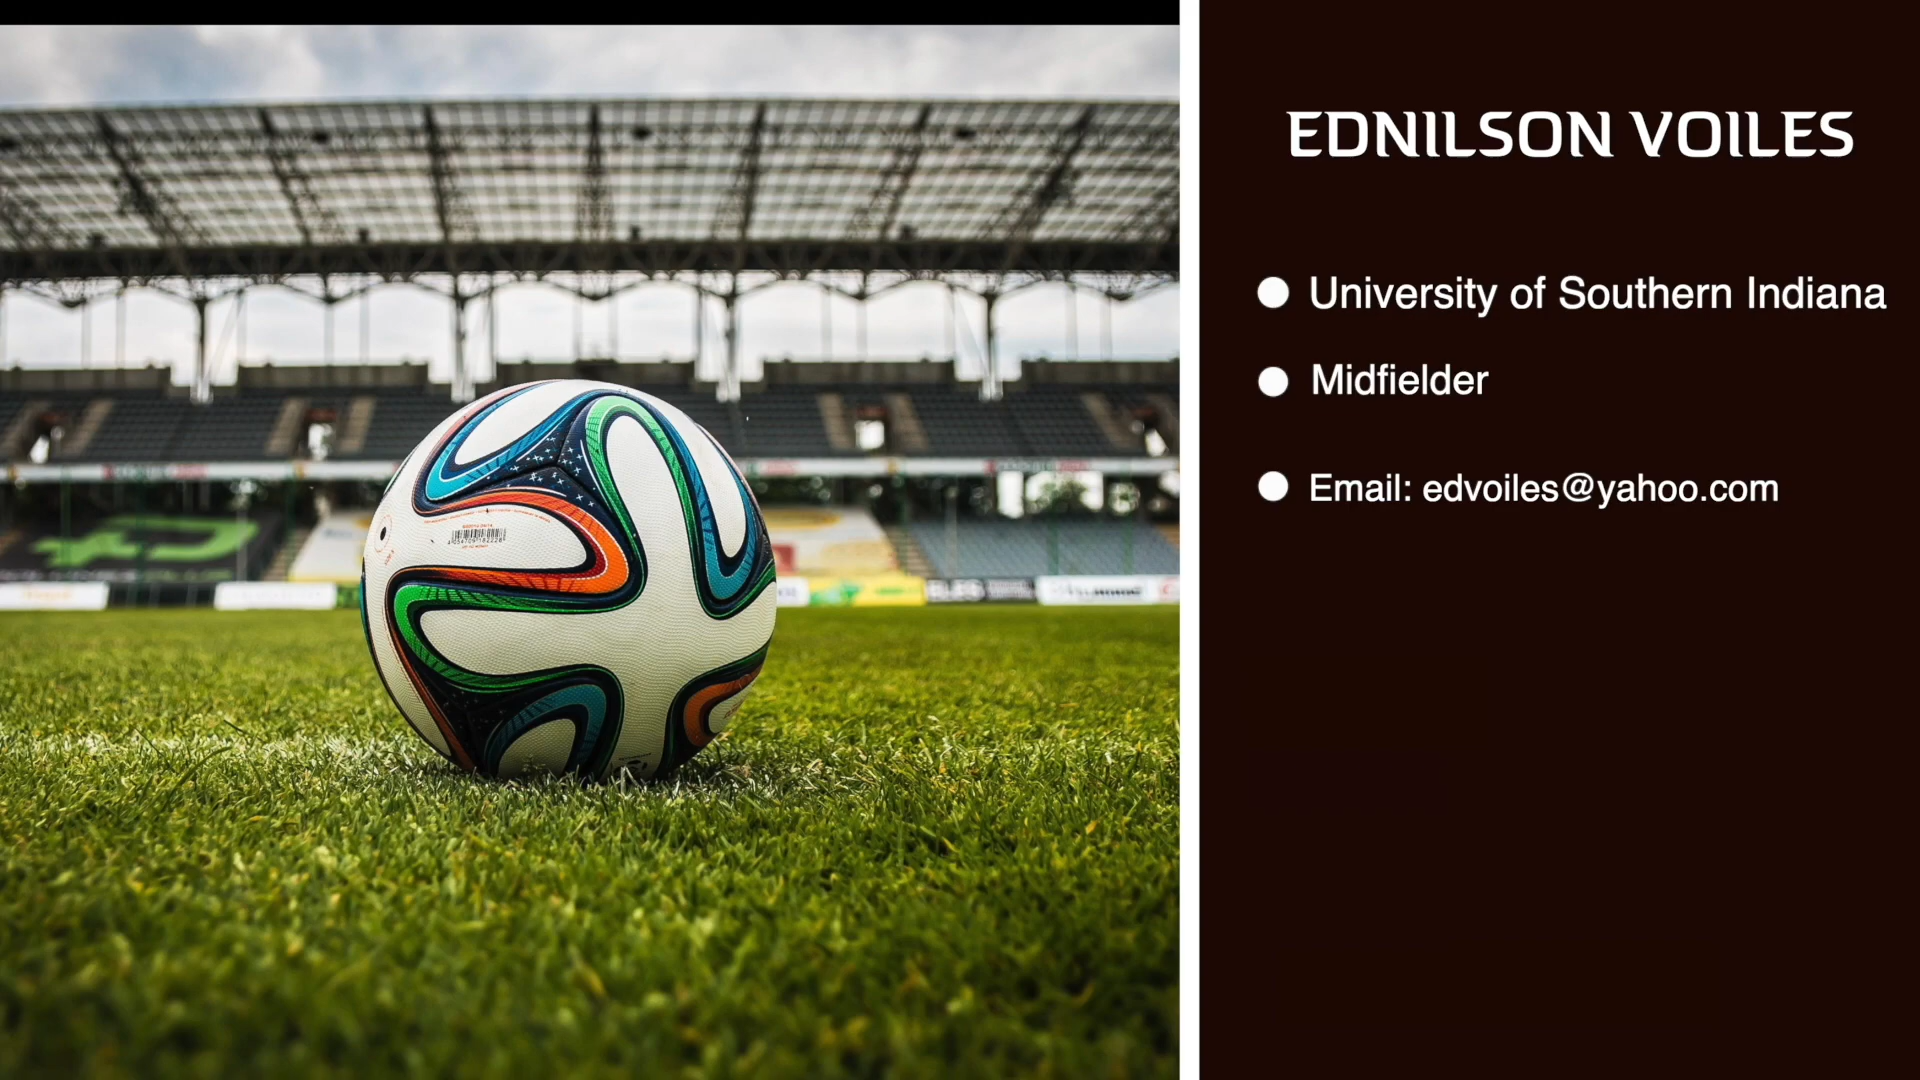 EDNILSON VOILES
University of Southern Indiana
Midfielder
Email: edvoiles@yahoo.com